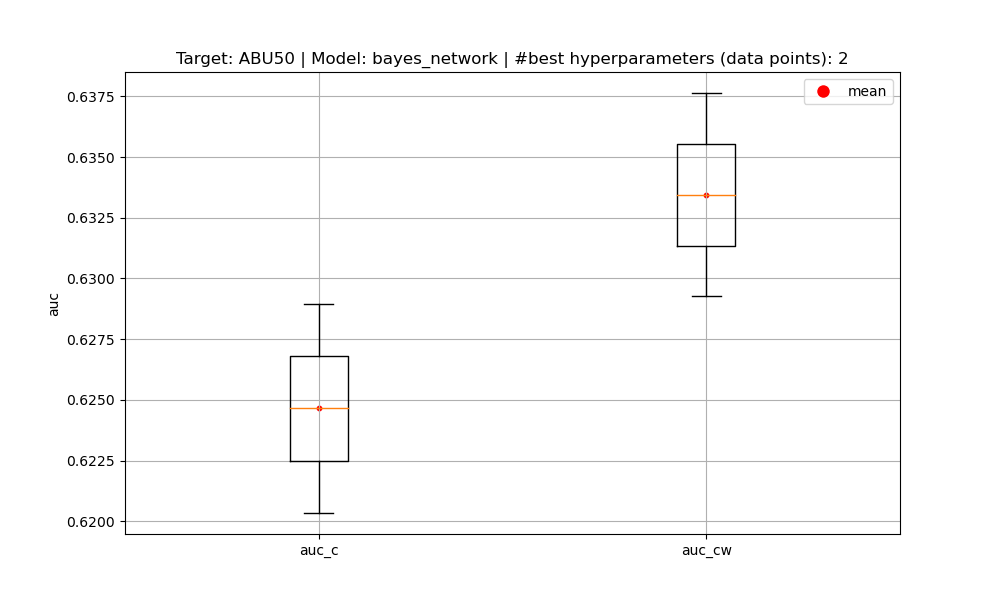 Target: ABU50 | Model: bayes_network | #best hyperparameters (data points): 2
mean
0.6375
0.6350
0.6325
0.6300
0.6275
0.6250
0.6225
0.6200
auc
auc_c
auc_cw